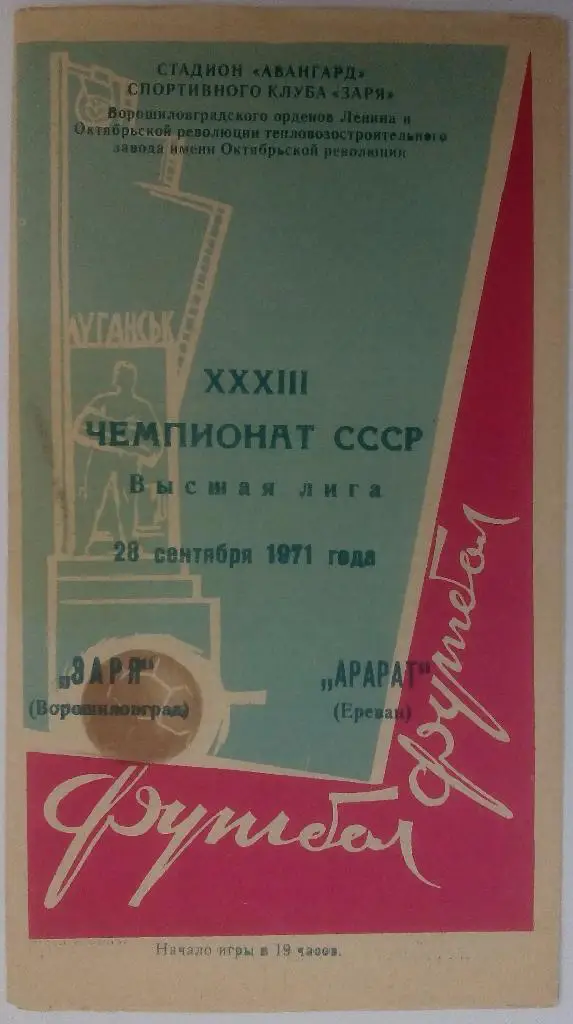 СТАДИОН «АВАНГАРД»
СПОРТИВНОГО КЛУБА «ЗАРЯ»
Ворошиловградского орденов Ленина и
Октябрьской революции тепловозостроительного
завода имени Октябрьской революции
ЛУГАНСЬК
XXXIII
ЧЕМПИОНАТ СССР
Высшая лига
28 сентября 1971 года
„ЗАРЯ“
(Ворошиловград)
„АРАРАТ“
(Ереван)
футбол
футбол
Начало игры в 19 часов.